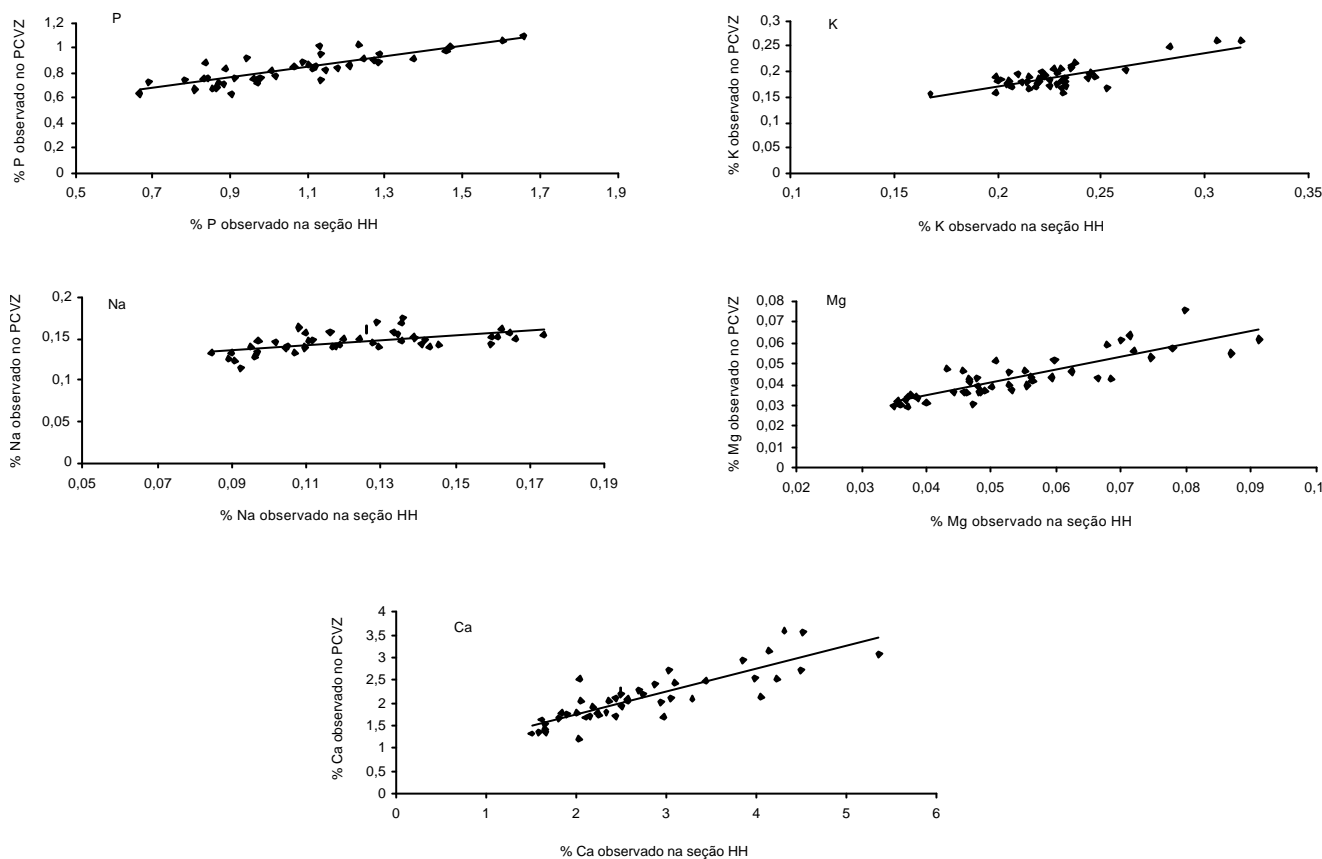 P
% P observado no PCVZ
1,2
1
0,8
0,6
0,4
0,2
0
0,5 0,7 0,9 1,1 1,3 1,5 1,7 1,9
% P observado na seção HH
K
% K observado no PCVZ
0,3
0,25
0,2
0,15
0,1
0,05
0
0,1 0,15 0,2 0,25 0,3 0,35
% K observado na seção HH
Na
% Na observado no PCVZ
0,2
0,15
0,1
0,05
0
0,05 0,07 0,09 0,11 0,13 0,15 0,17 0,19
% Na observado na seção HH
Mg
% Mg observado no PCVZ
0,08
0,07
0,06
0,05
0,04
0,03
0,02
0,01
0
0,02 0,03 0,04 0,05 0,06 0,07 0,08 0,09 0,1
% Mg observado na seção HH
Ca
% Ca observado no PCVZ
4
3,5
3
2,5
2
1,5
1
0,5
0
0 1 2 3 4 5 6
% Ca observado na seção HH